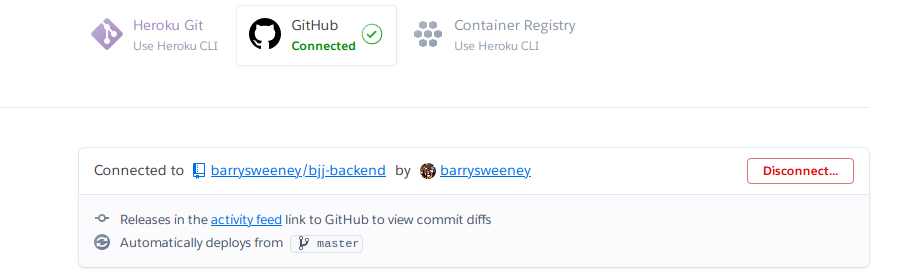 Heroku Git
Use Heroku CLI
GitHub
Connected
Container Registry
Use Heroku CLI
Connected to barrysweeney/bjj-backend by barrysweeney
Disconnect...
Releases in the activity feed link to GitHub to view commit diffs
Automatically deploys from master